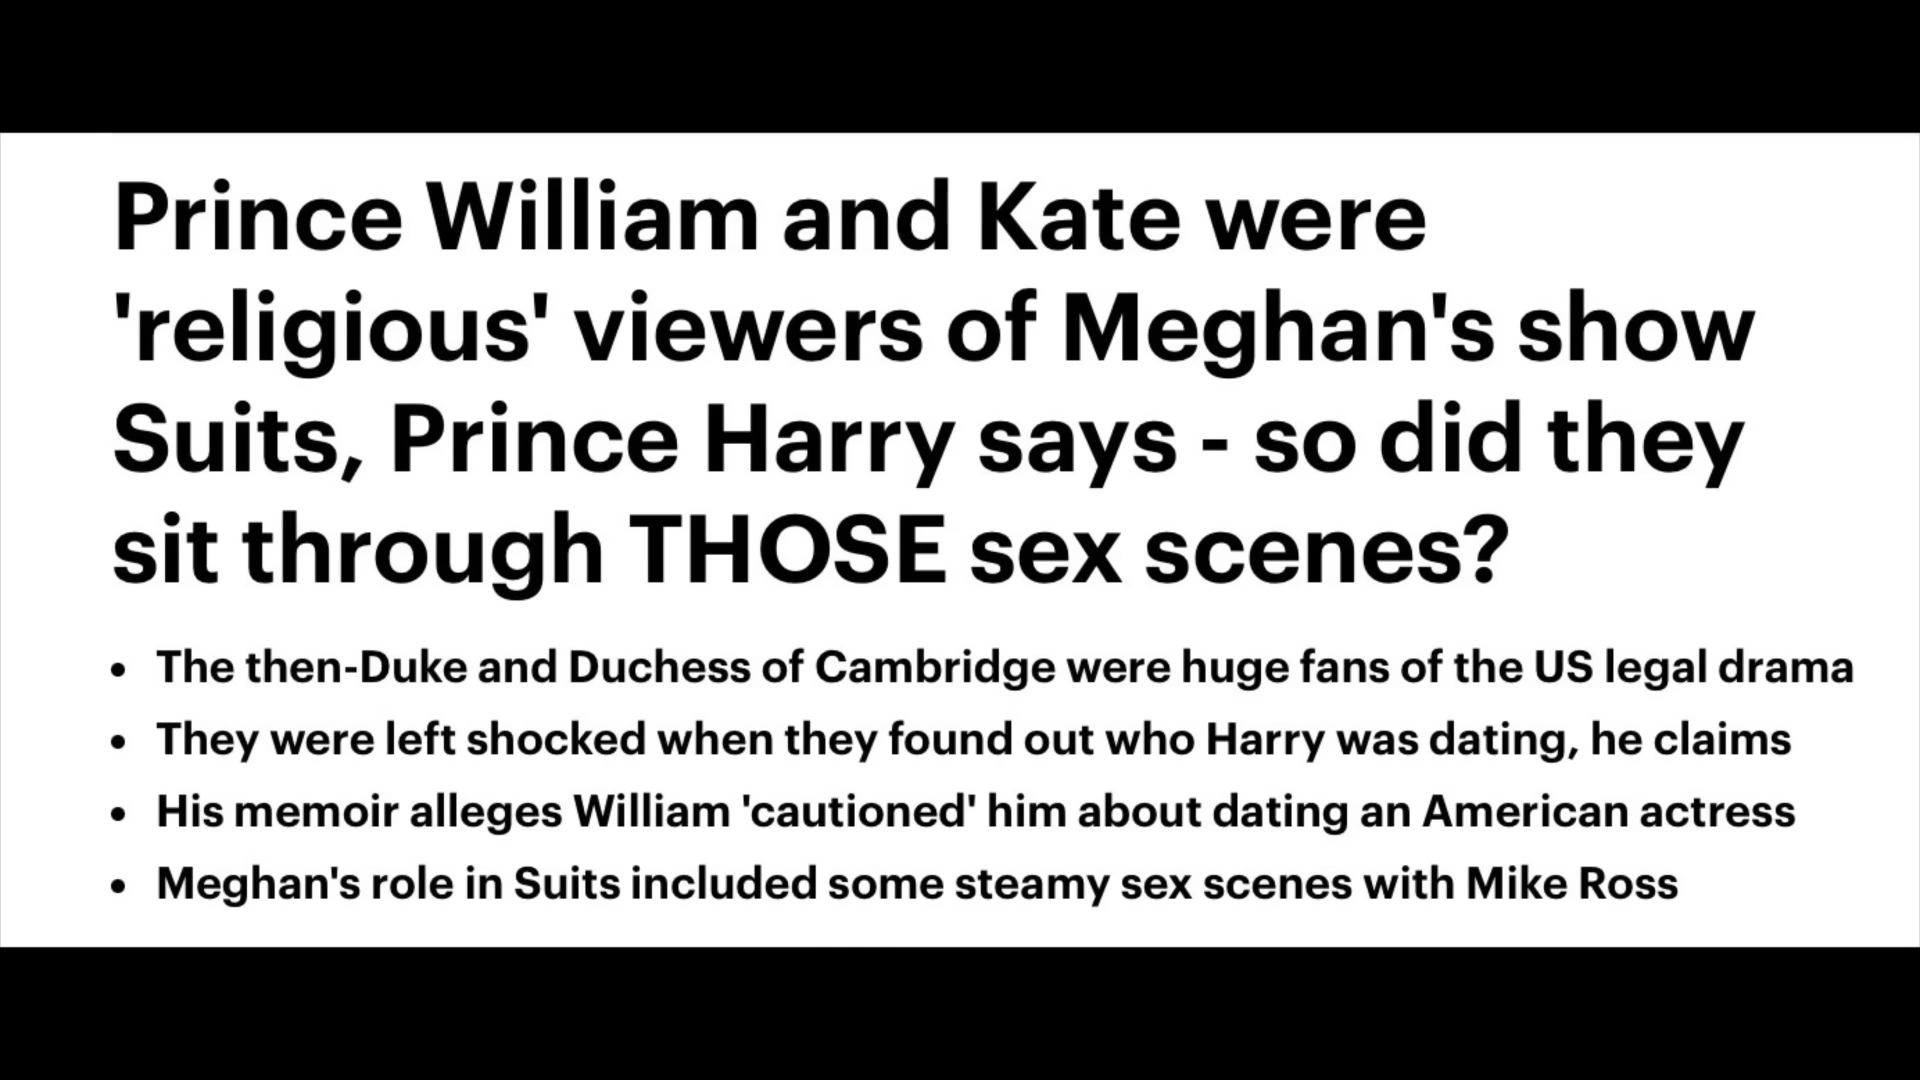 Prince William and Kate were
'religious' viewers of Meghan's show
Suits, Prince Harry says - so did they
sit through THOSE sex scenes?
• The then-Duke and Duchess of Cambridge were huge fans of the US legal drama
• They were left shocked when they found out who Harry was dating, he claims
• His memoir alleges William 'cautioned' him about dating an American actress
• Meghan's role in Suits included some steamy sex scenes with Mike Ross